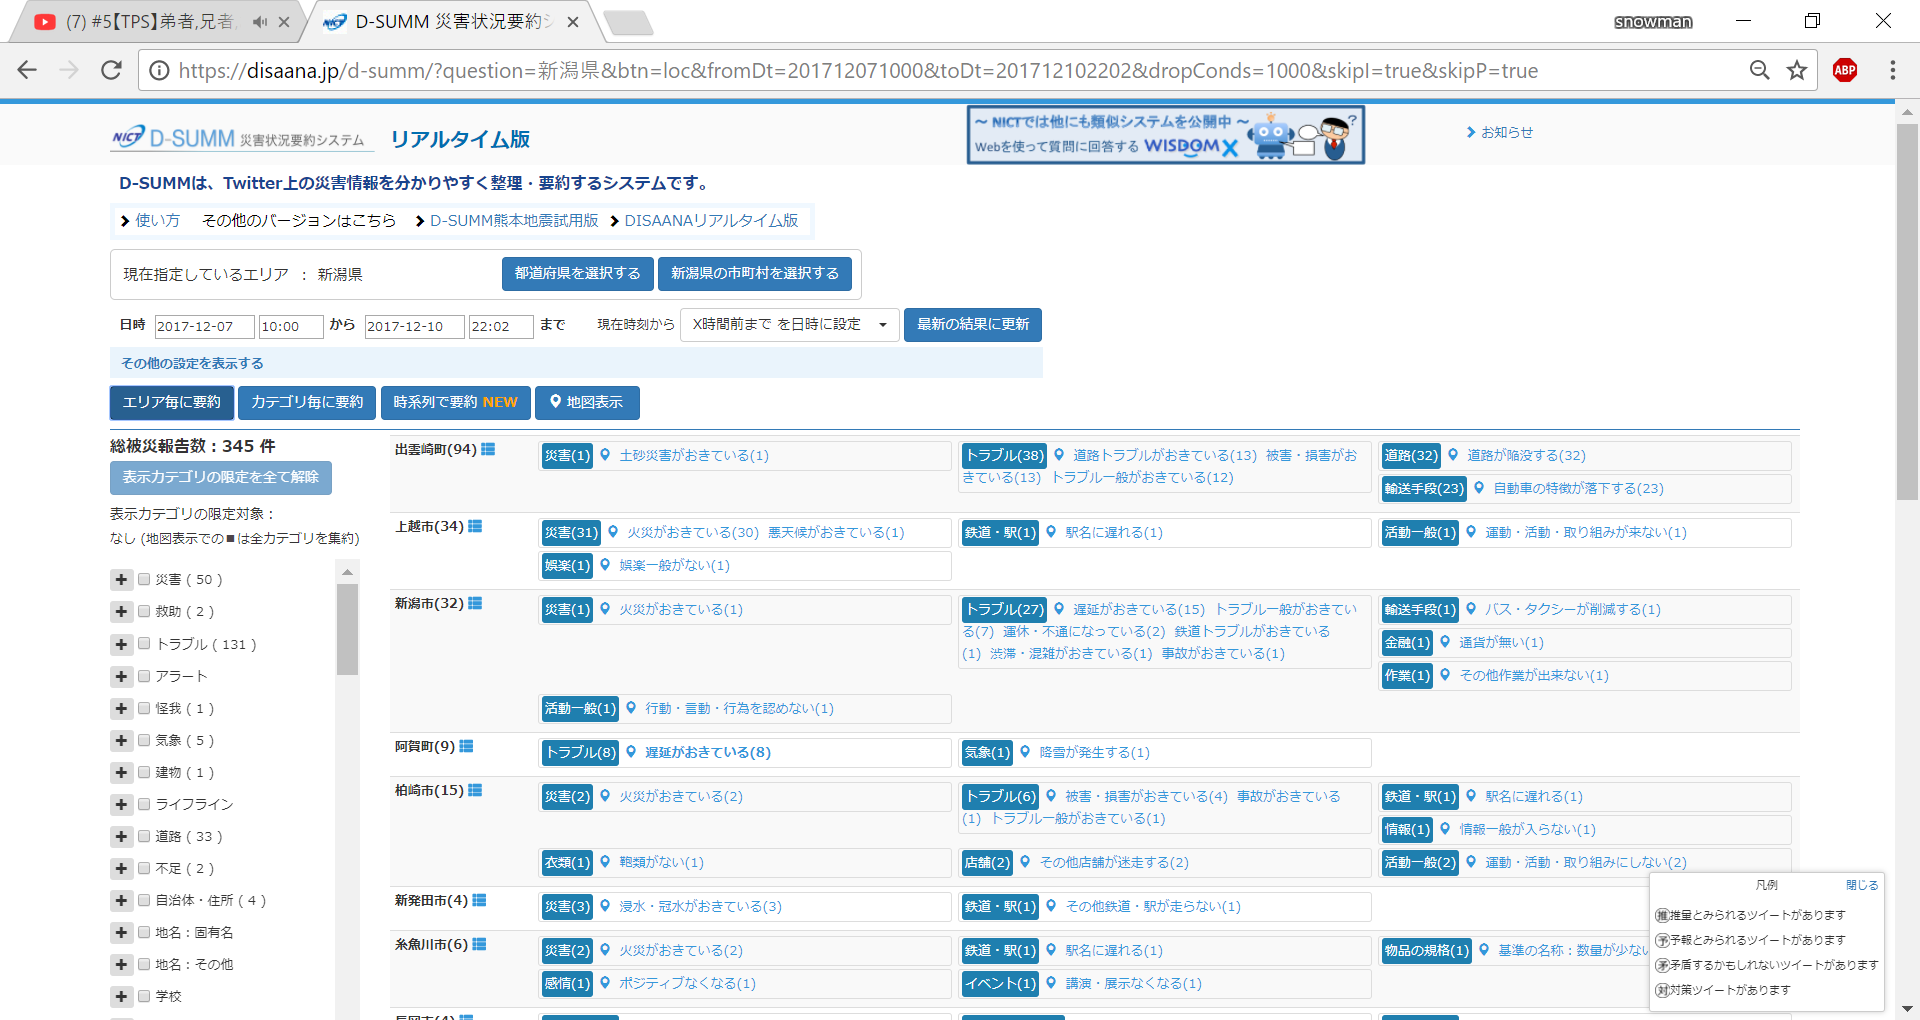 (7) #5【TPS】弟者,兄者
D-SUMM 災害状況要約シ
snowman
https://disaana.jp/d-summ/?question=新潟県&btn=loc&fromDt=201712071000&toDt=201712102202&dropConds=1000&skipI=true&skipP=true
ABP
NICT D-SUMM 災害状況要約システム リアルタイム版
～ NICTでは他にも類似システムを公開中 ～
Webを使って質問に回答する WISDOM X
お知らせ
D-SUMMは、Twitter上の災害情報を分かりやすく整理・要約するシステムです。
使い方 その他のバージョンはこちら D-SUMM熊本地震試用版 DISAANAリアルタイム版
現在指定しているエリア ： 新潟県 都道府県を選択する 新潟県の市町村を選択する
日時 2017-12-07 10:00 から 2017-12-10 22:02 まで 現在時刻から X時間前まで を日時に設定 最新の結果に更新
その他の設定を表示する
エリア毎に要約 カテゴリ毎に要約 時系列で要約 NEW 地図表示
総被災報告数：345 件
表示カテゴリの限定を全て解除
表示カテゴリの限定対象：
なし (地図表示での■は全カテゴリを集約)
災害 ( 50 )
救助 ( 2 )
トラブル ( 131 )
アラート
怪我 ( 1 )
気象 ( 5 )
建物 ( 1 )
ライフライン
道路 ( 33 )
不足 ( 2 )
自治体・住所 ( 4 )
地名：固有名
地名：その他
学校
出雲崎町(94)
災害(1) 土砂災害がおきている(1)
トラブル(38) 道路トラブルがおきている(13) 被害・損害がお
きている(13) トラブル一般がおきている(12)
道路(32) 道路が陥没する(32)
輸送手段(23) 自動車の特徴が落下する(23)
上越市(34)
災害(31) 火災がおきている(30) 悪天候がおきている(1)
鉄道・駅(1) 駅名に遅れる(1)
活動一般(1) 運動・活動・取り組みが来ない(1)
娯楽(1) 娯楽一般がない(1)
新潟市(32)
災害(1) 火災がおきている(1)
トラブル(27) 遅延がおきている(15) トラブル一般がおきてい
る(7) 運休・不通になっている(2) 鉄道トラブルがおきている
(1) 渋滞・混雑がおきている(1) 事故がおきている(1)
輸送手段(1) バス・タクシーが削減する(1)
金融(1) 通貨が無い(1)
作業(1) その他作業が出来ない(1)
活動一般(1) 行動・言動・行為を認めない(1)
阿賀町(9)
トラブル(8) 遅延がおきている(8)
気象(1) 降雪が発生する(1)
柏崎市(15)
災害(2) 火災がおきている(2)
トラブル(6) 被害・損害がおきている(4) 事故がおきている
(1) トラブル一般がおきている(1)
鉄道・駅(1) 駅名に遅れる(1)
情報(1) 情報一般が入らない(1)
衣類(1) 鞄類がない(1)
店舗(2) その他店舗が迷走する(2)
活動一般(2) 運動・活動・取り組みにしない(2)
新発田市(4)
災害(3) 浸水・冠水がおきている(3)
鉄道・駅(1) その他鉄道・駅が走らない(1)
糸魚川市(6)
災害(2) 火災がおきている(2)
鉄道・駅(1) 駅名に遅れる(1)
物品の規格(1) 基準の名称：数量が少な
感情(1) ポジティブなくなる(1)
イベント(1) 講演・展示なくなる(1)
凡例 閉じる
推 推量とみられるツイートがあります
予 予報とみられるツイートがあります
矛 矛盾するかもしれないツイートがあります
対 対策ツイートがあります